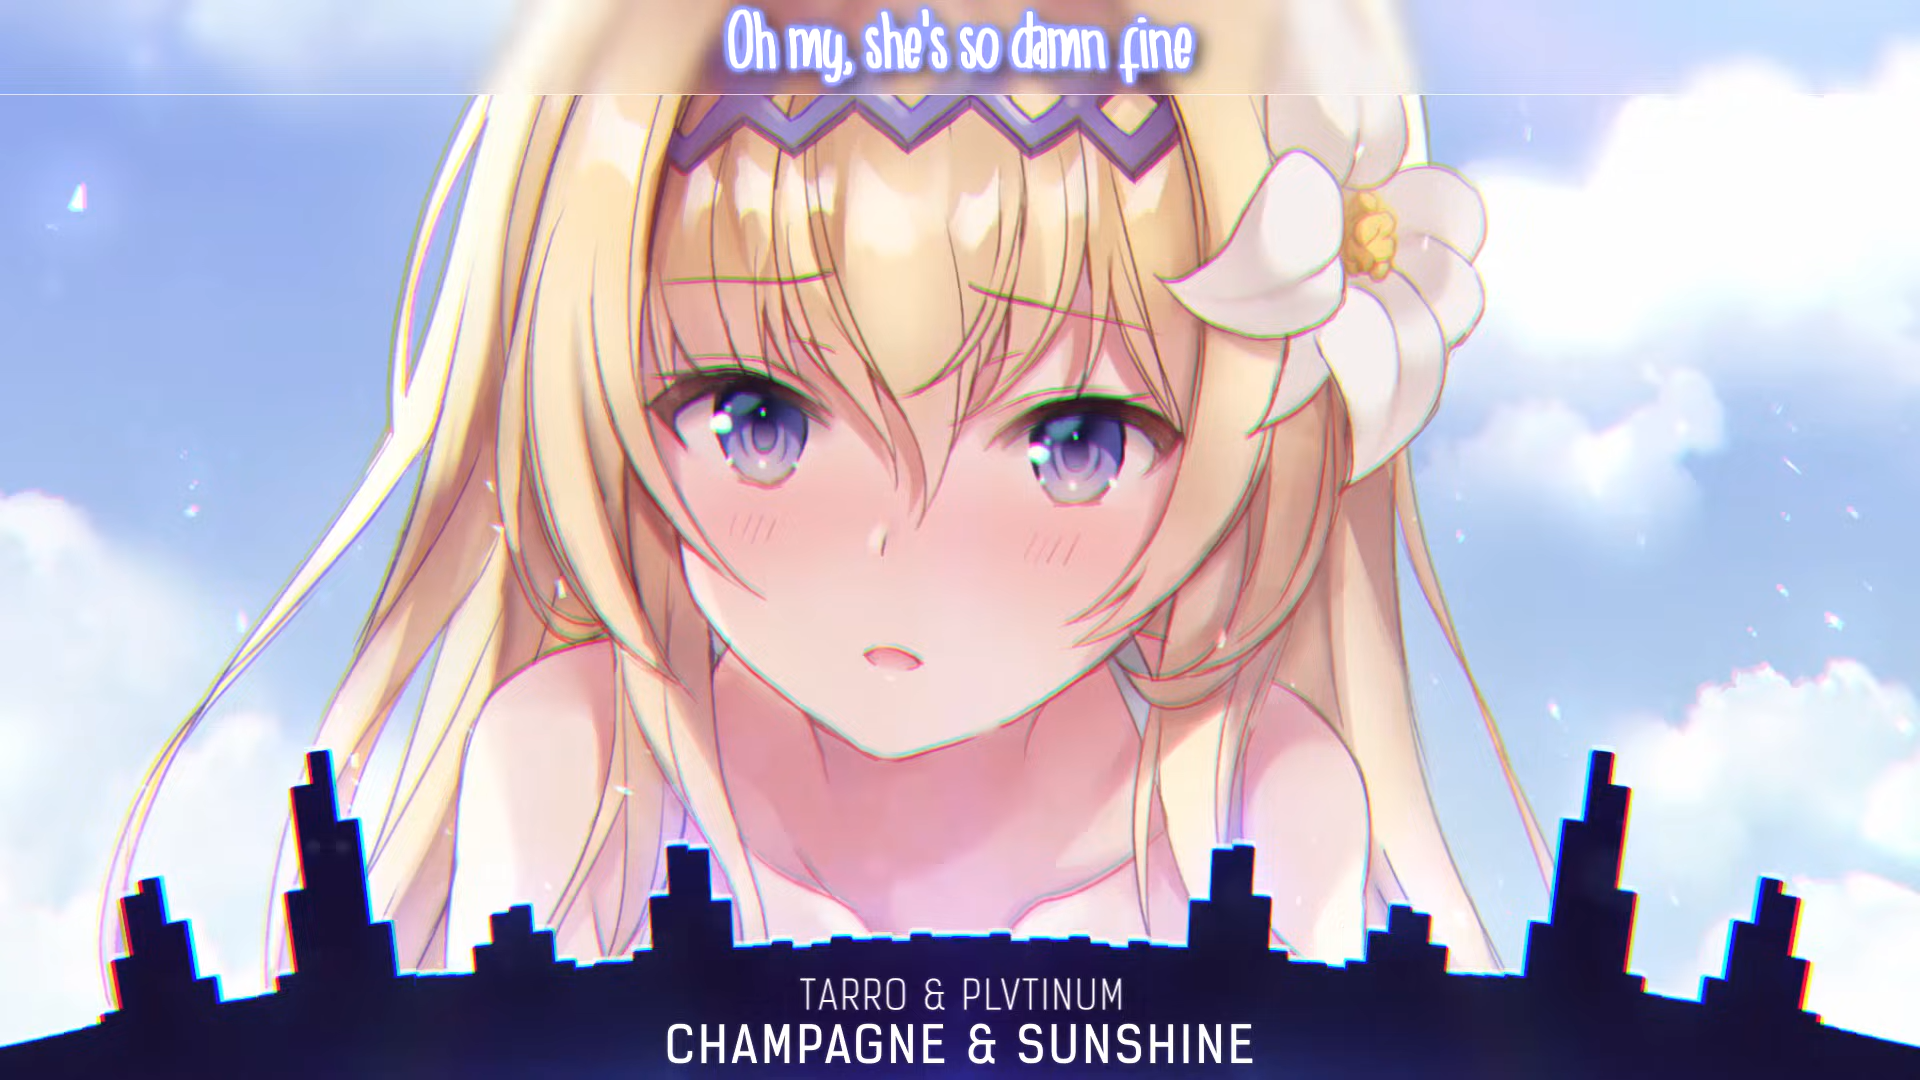 Oh my, she's so damn fine
TARRO & PLVTINUM
CHAMPAGNE & SUNSHINE